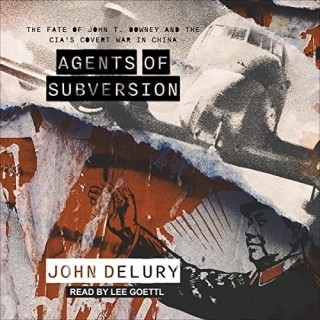 THE FATE OF JOHN T. DOWNEY AND THE
CIA'S COVERT WAR IN CHINA
AGENTS OF
SUBVERSION
JOHN DELURY
READ BY LEE GOETTL